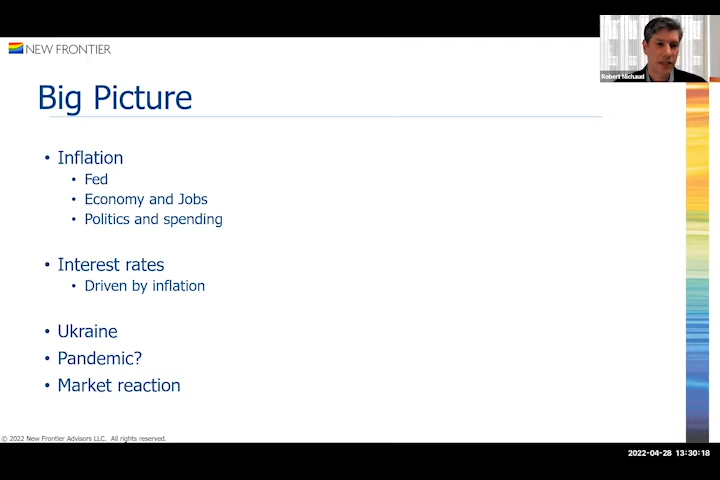 NEW FRONTIER
Robert Michaud
Big Picture
• Inflation
• Fed
• Economy and Jobs
• Politics and spending
• Interest rates
• Driven by inflation
• Ukraine
• Pandemic?
• Market reaction
© 2022 New Frontier Advisors LLC. All rights reserved.
2022-04-28 13:30:18